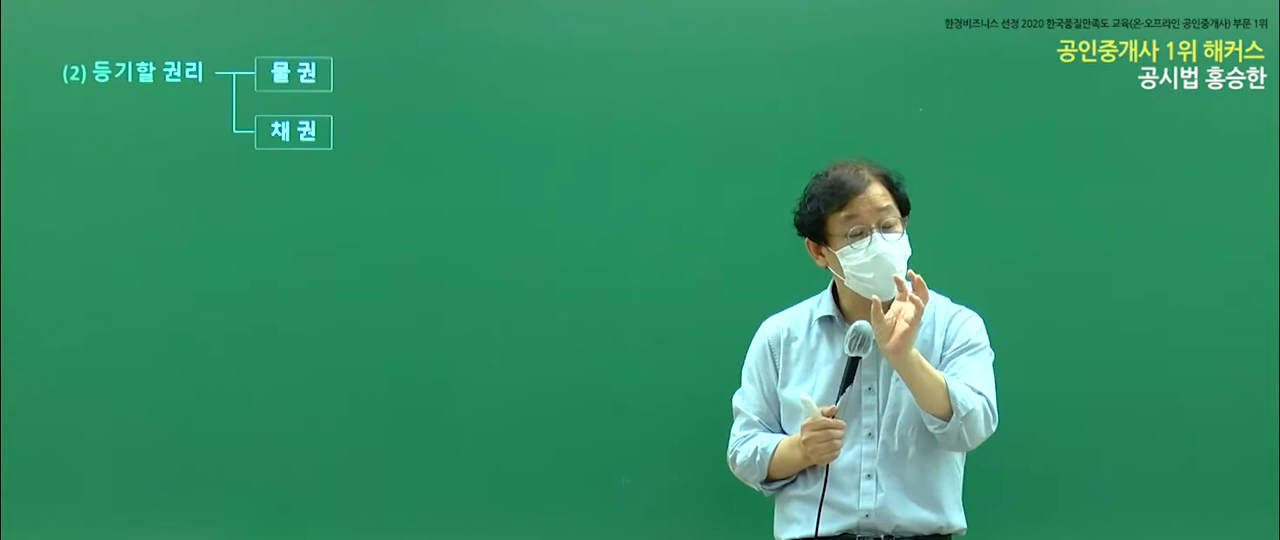 한경비즈니스 선정 2020 한국품질만족도 교육(온·오프라인 공인중개사) 부문 1위
공인중개사 1위 해커스
공시법 홍승한
(2) 등기할 권리
물 권
채 권